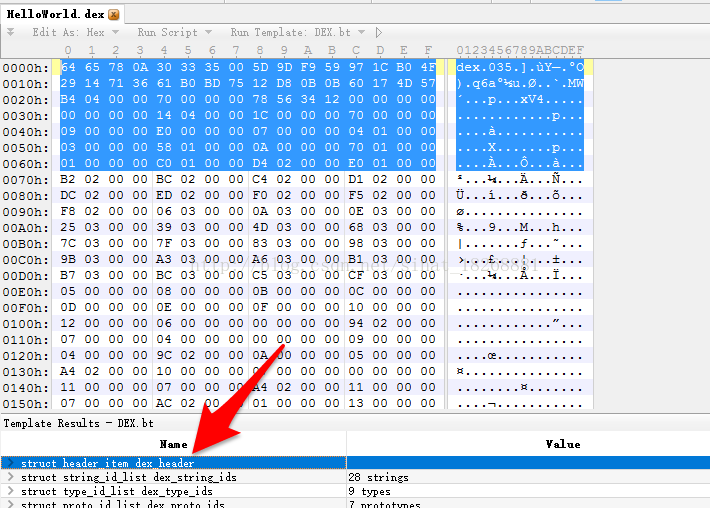 HelloWorld.dex
Edit As: Hex Run Script Run Template: DEX.bt
0 1 2 3 4 5 6 7 8 9 A B C D E F 0123456789ABCDEF
0000h: 64 65 78 0A 30 33 35 00 5D 9D F9 59 97 1C B0 4F dex.035.].ùY—.°O
0010h: 29 14 71 36 61 B0 BD 75 12 D8 0B 0B 60 17 4D 57 ).q6a°½u.Ø..`.MW
0020h: B4 04 00 00 70 00 00 00 78 56 34 12 00 00 00 00 ´...p...xV4.....
0030h: 00 00 00 00 14 04 00 00 1C 00 00 00 70 00 00 00 ............p...
0040h: 09 00 00 00 E0 00 00 00 07 00 00 00 04 01 00 00 ....à...........
0050h: 03 00 00 00 58 01 00 00 0A 00 00 00 70 01 00 00 ....X.......p...
0060h: 01 00 00 00 C0 01 00 00 D4 02 00 00 E0 01 00 00 ....À...Ô...à...
0070h: B2 02 00 00 BC 02 00 00 C4 02 00 00 D1 02 00 00 ²...¼...Ä...Ñ...
0080h: DC 02 00 00 ED 02 00 00 F0 02 00 00 F5 02 00 00 Ü...í...ð...õ...
0090h: F8 02 00 00 06 03 00 00 0A 03 00 00 0E 03 00 00 ø...............
00A0h: 25 03 00 00 39 03 00 00 4D 03 00 00 68 03 00 00 %...9...M...h...
00B0h: 7C 03 00 00 7F 03 00 00 83 03 00 00 98 03 00 00 |.......ƒ...˜...
00C0h: 9B 03 00 00 A3 03 00 00 A6 03 00 00 B1 03 00 00 ›...£...¦...±...
00D0h: B7 03 00 00 BC 03 00 00 C5 03 00 00 CF 03 00 00 ·...¼...Å...Ï...
00E0h: 05 00 00 00 08 00 00 00 0B 00 00 00 0C 00 00 00 ................
00F0h: 0D 00 00 00 0E 00 00 00 0F 00 00 00 10 00 00 00 ................
0100h: 12 00 00 00 06 00 00 00 00 00 00 00 94 02 00 00 ............”...
0110h: 07 00 00 00 04 00 00 00 00 00 00 00 09 00 00 00 ................
0120h: 04 00 00 00 9C 02 00 00 0A 00 00 00 05 00 00 00 ....œ...........
0130h: A4 02 00 00 10 00 00 00 00 00 00 00 ¤...............
0140h: 11 00 00 00 07 00 00 00 A4 02 00 00 11 00 00 00 ........¤.......
0150h: 07 00 00 00 AC 02 00 00 01 00 00 00 13 00 00 00 ....¬...........
Template Results - DEX.bt
Name Value
struct header_item dex_header
struct string_id_list dex_string_ids 28 strings
struct type_id_list dex_type_ids 9 types
struct proto_id_list dex_proto_ids 7 prototypes